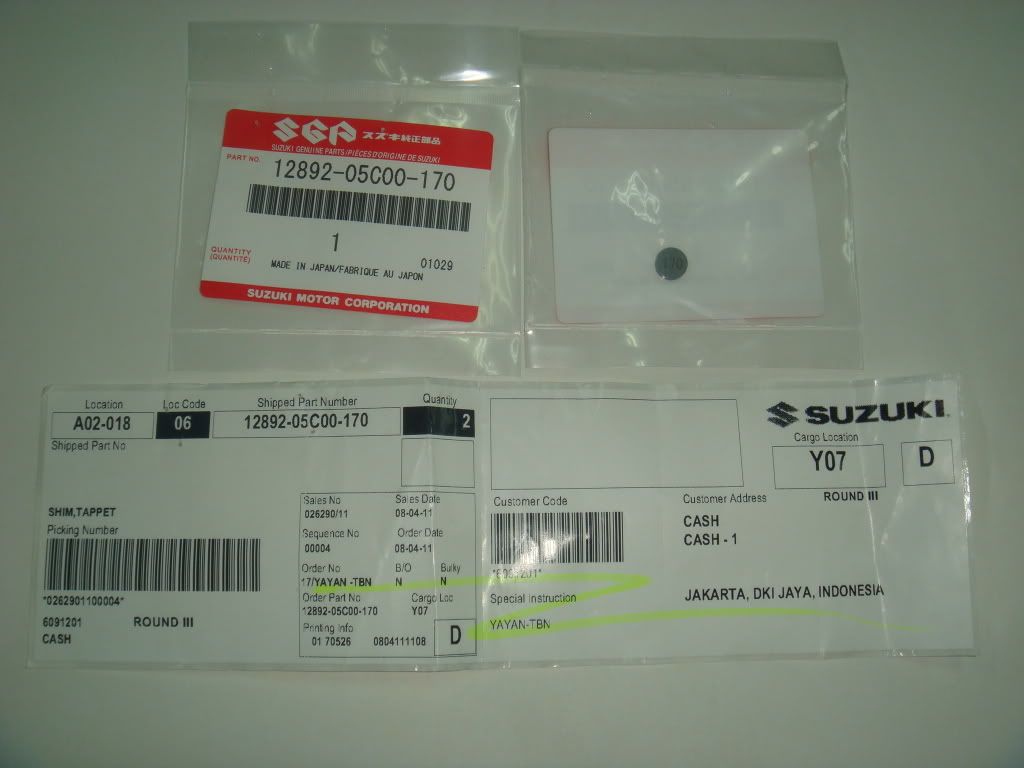 SGP スズキ純正部品
SUZUKI GENUINE PARTS/PIÈCES D'ORIGINE DE SUZUKI
PART NO. 12892-05C00-170
QUANTITY
(QUANTITÉ)
1
MADE IN JAPAN/FABRIQUE AU JAPON
01029
SUZUKI MOTOR CORPORATION
170
Location
A02-018
Loc Code
06
Shipped Part Number
12892-05C00-170
Quantity
2
Shipped Part No
SHIM,TAPPET
Picking Number
*0262901100004*
6091201 ROUND III
CASH
Sales No Sales Date
026290/11 08-04-11
Sequence No Order Date
00004 08-04-11
Order No B/O Bulky
17/YAYAN -TBN N N
Order Part No Cargo Loc
12892-05C00-170 Y07
Printing Info
01 70526 0804111108
D
SUZUKI
Cargo Location
Y07
D
ROUND III
Customer Code
*6091201*
Customer Address
CASH
CASH - 1
JAKARTA, DKI JAYA, INDONESIA
Special Instruction
YAYAN-TBN